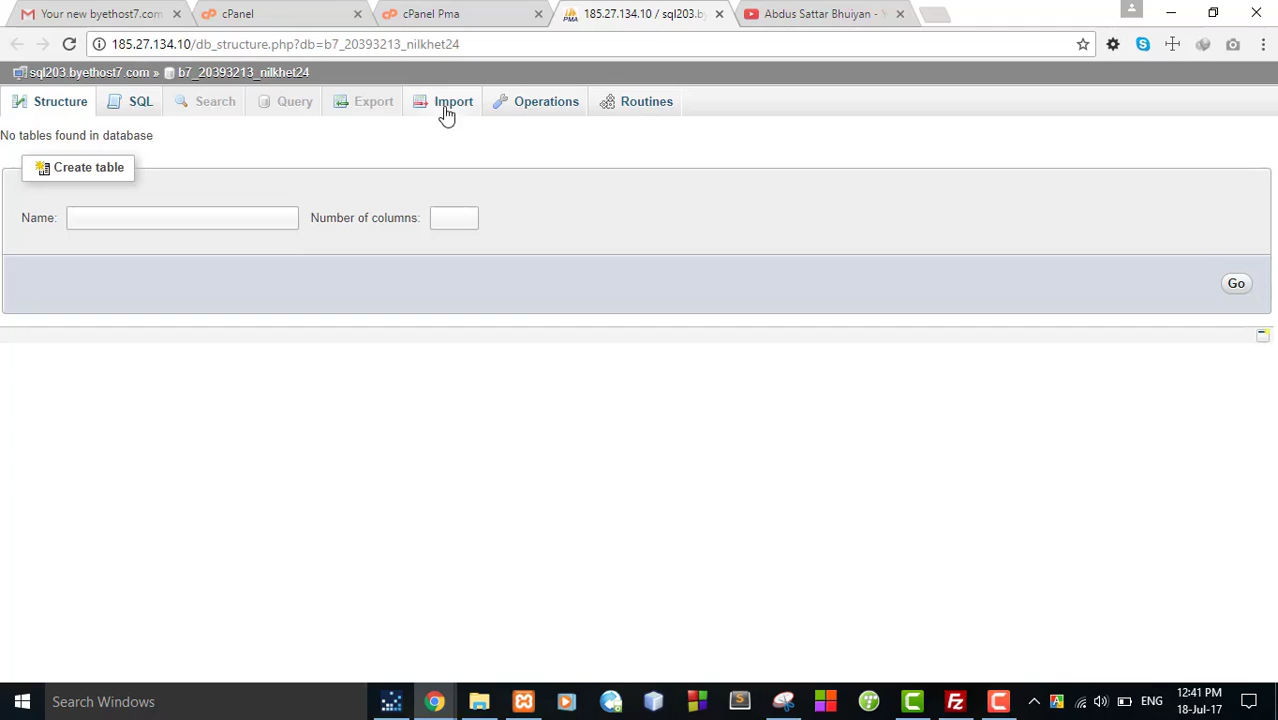 Your new byethost7.com
cPanel
cPanel Pma
185.27.134.10 / sql203.by
Abdus Sattar Bhuiyan - Y
185.27.134.10/db_structure.php?db=b7_20393213_nilkhet24
sql203.byethost7.com » b7_20393213_nilkhet24
Structure SQL Search Query Export Import Operations Routines
No tables found in database
Create table
Name: Number of columns:
Go
Search Windows
ENG
12:41 PM
18-Jul-17